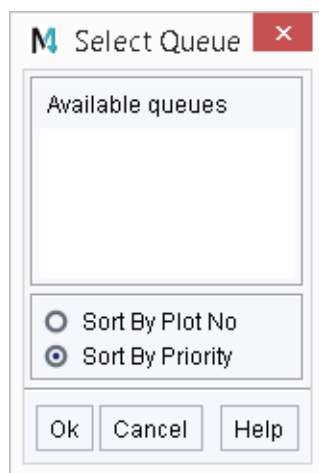 Select Queue
Available queues
Sort By Plot No
Sort By Priority
Ok Cancel Help